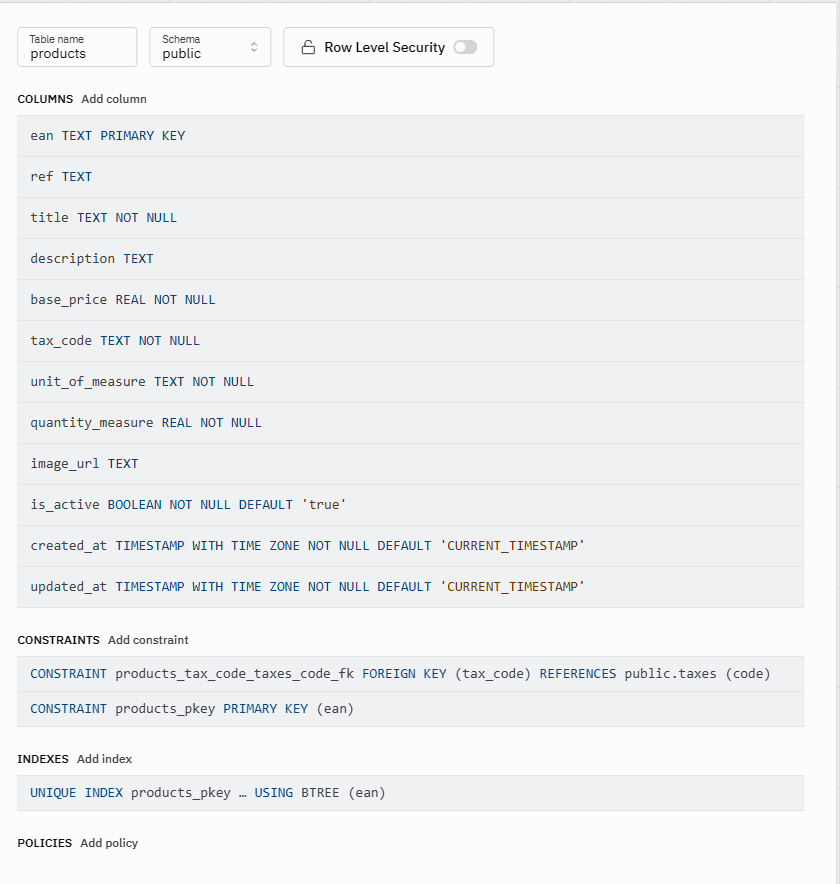 Table name
products
Schema
public
Row Level Security
COLUMNS Add column
ean TEXT PRIMARY KEY
ref TEXT
title TEXT NOT NULL
description TEXT
base_price REAL NOT NULL
tax_code TEXT NOT NULL
unit_of_measure TEXT NOT NULL
quantity_measure REAL NOT NULL
image_url TEXT
is_active BOOLEAN NOT NULL DEFAULT 'true'
created_at TIMESTAMP WITH TIME ZONE NOT NULL DEFAULT 'CURRENT_TIMESTAMP'
updated_at TIMESTAMP WITH TIME ZONE NOT NULL DEFAULT 'CURRENT_TIMESTAMP'
CONSTRAINTS Add constraint
CONSTRAINT products_tax_code_taxes_code_fk FOREIGN KEY (tax_code) REFERENCES public.taxes (code)
CONSTRAINT products_pkey PRIMARY KEY (ean)
INDEXES Add index
UNIQUE INDEX products_pkey … USING BTREE (ean)
POLICIES Add policy